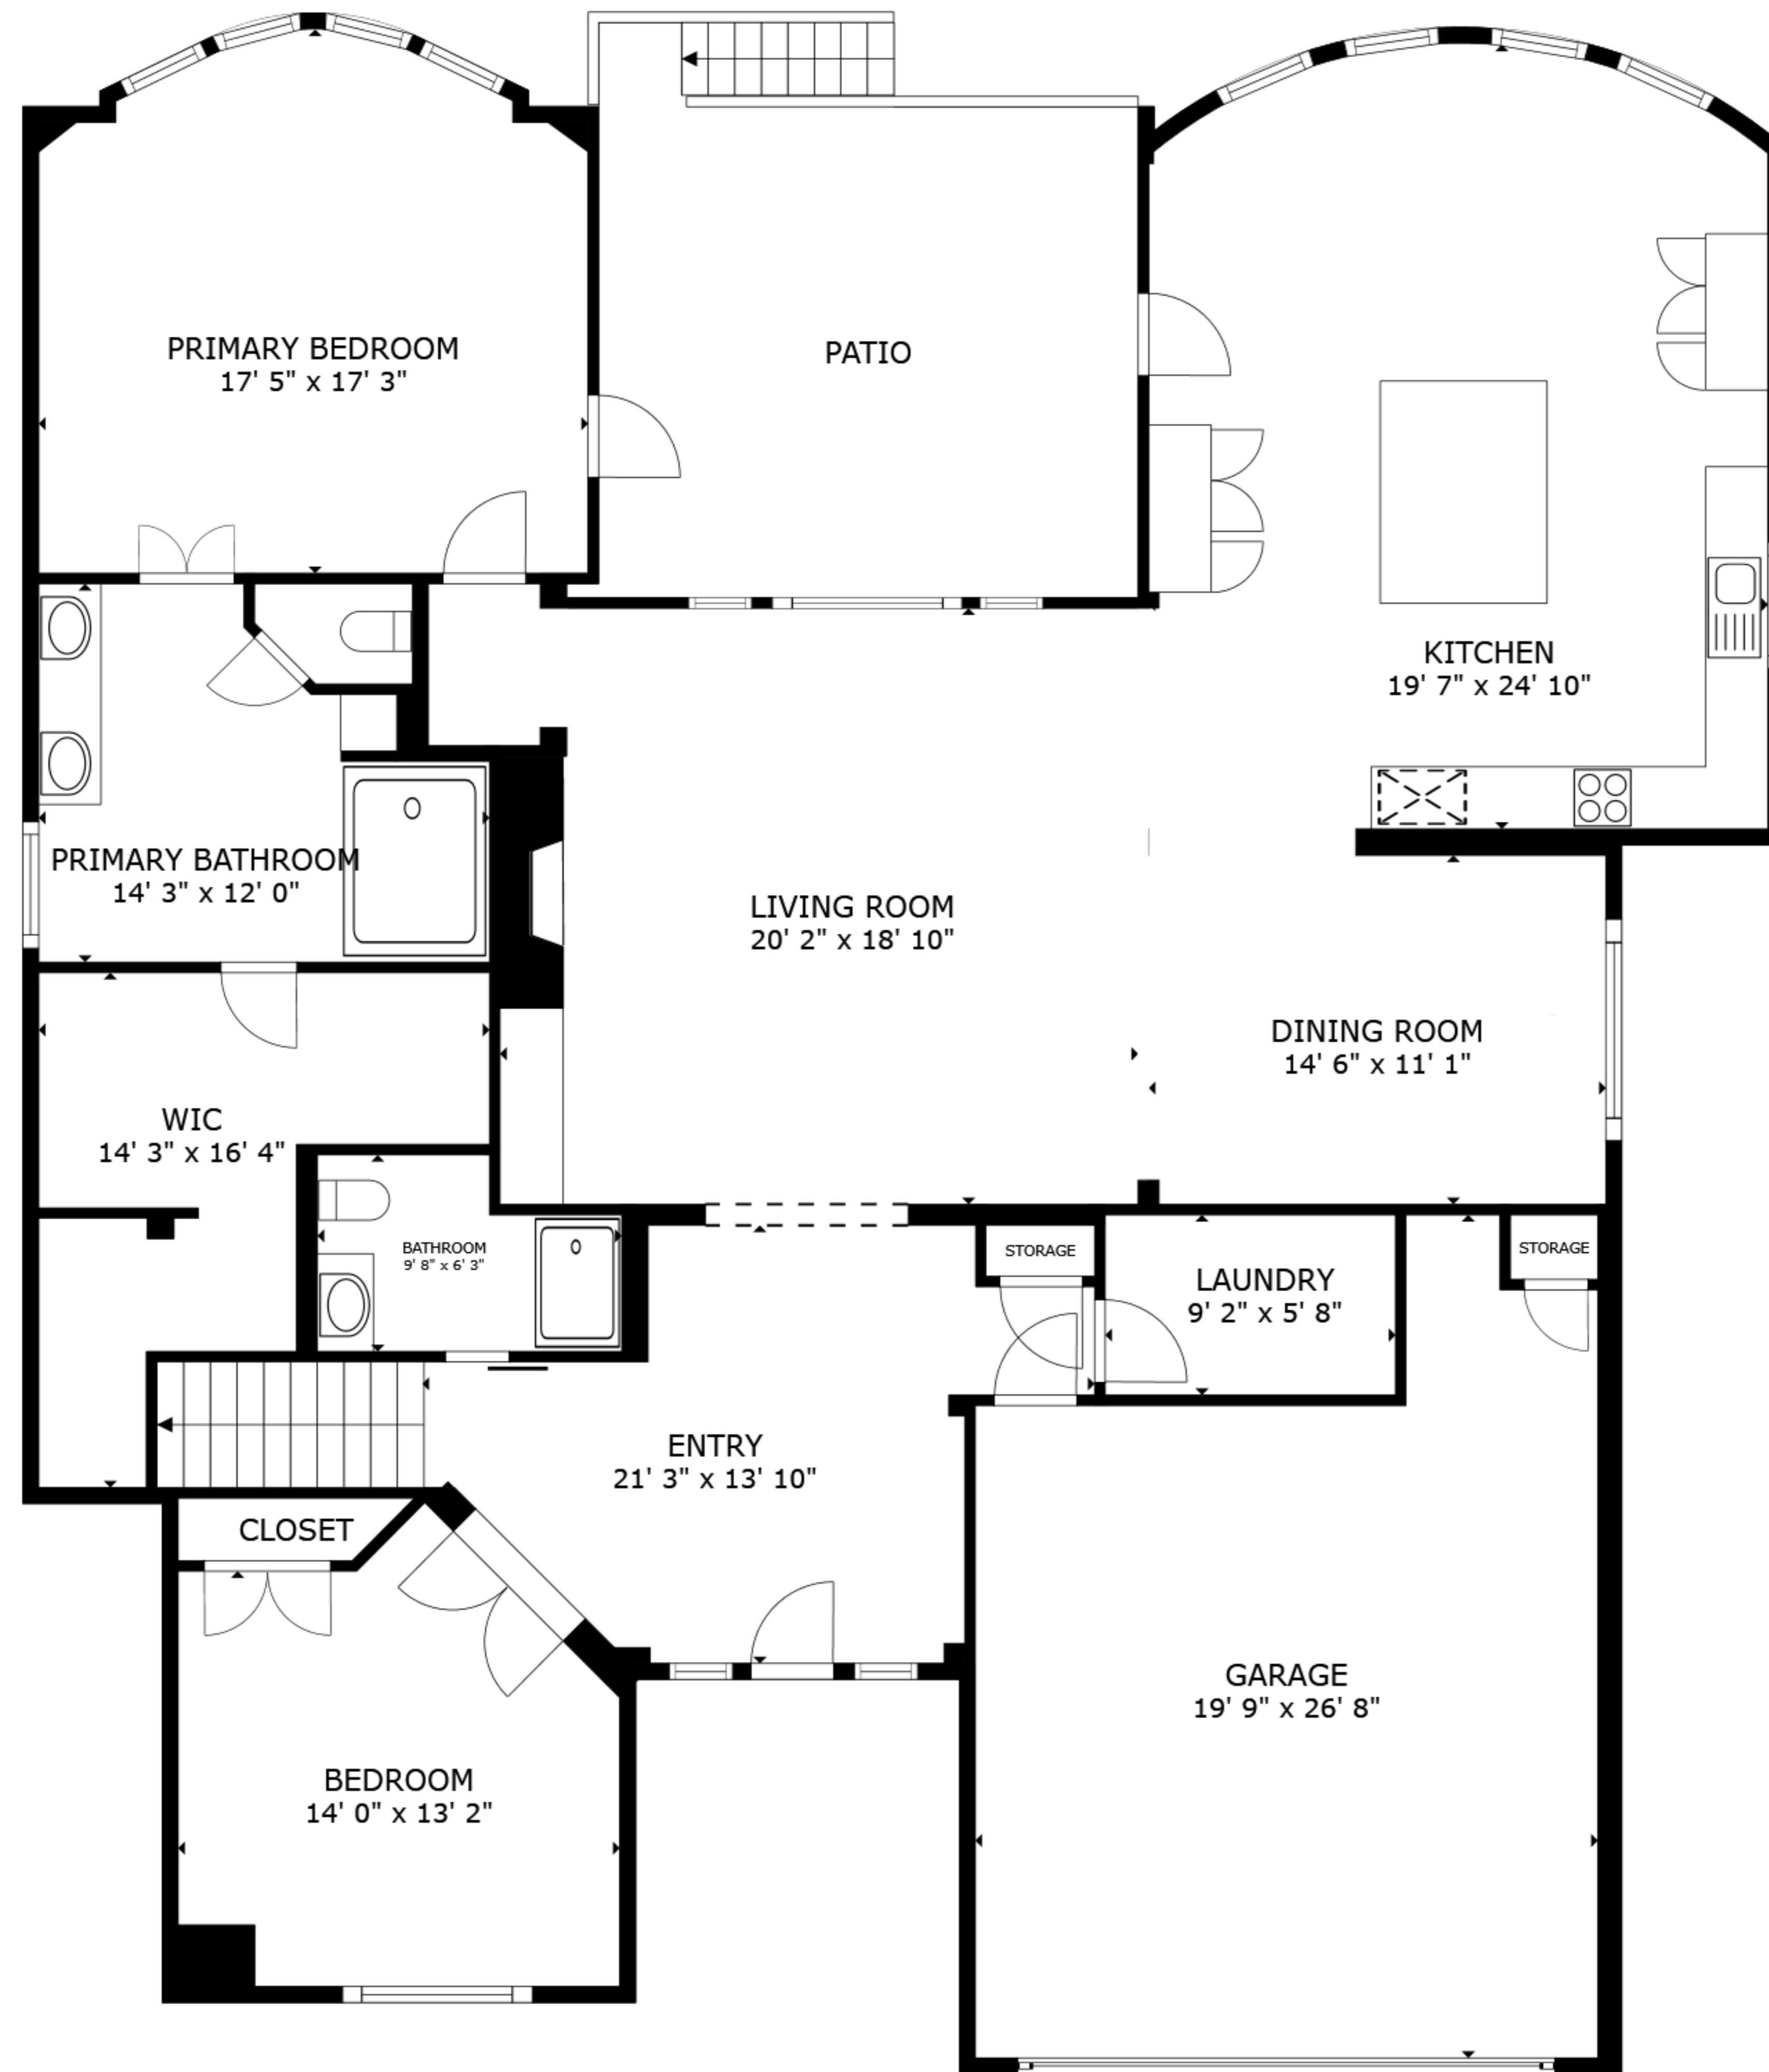 PRIMARY BEDROOM
17' 5" x 17' 3"
PATIO
KITCHEN
19' 7" x 24' 10"
PRIMARY BATHROOM
14' 3" x 12' 0"
LIVING ROOM
20' 2" x 18' 10"
DINING ROOM
14' 6" x 11' 1"
WIC
14' 3" x 16' 4"
BATHROOM
9' 8" x 6' 3"
STORAGE
LAUNDRY
9' 2" x 5' 8"
STORAGE
ENTRY
21' 3" x 13' 10"
CLOSET
GARAGE
19' 9" x 26' 8"
BEDROOM
14' 0" x 13' 2"